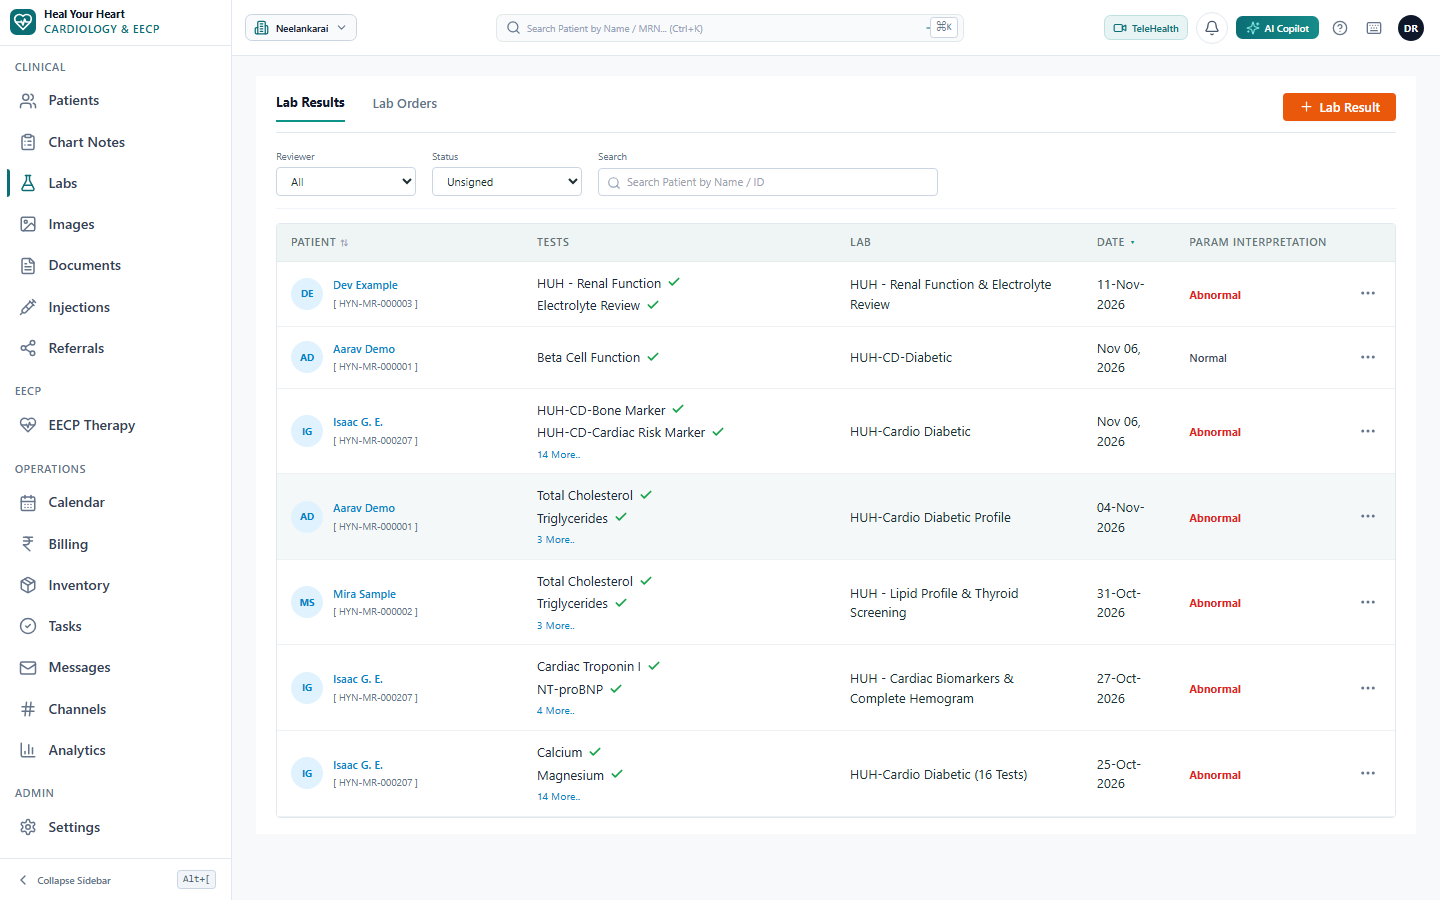 Heal Your Heart
CARDIOLOGY & EECP
Neelankarai
Search Patient by Name / MRN... (Ctrl+K)
⌘K
TeleHealth
AI Copilot
DR
CLINICAL
Patients
Chart Notes
Labs
Images
Documents
Injections
Referrals
EECP
EECP Therapy
OPERATIONS
Calendar
Billing
Inventory
Tasks
Messages
Channels
Analytics
ADMIN
Settings
Collapse Sidebar
Alt+[
Lab Results
Lab Orders
+ Lab Result
Reviewer
Status
Search
All
Unsigned
Search Patient by Name / ID
PATIENT
TESTS
LAB
DATE
PARAM INTERPRETATION
DE
Dev Example
[ HYN-MR-000003 ]
HUH - Renal Function
Electrolyte Review
HUH - Renal Function & Electrolyte
Review
11-Nov-
2026
Abnormal
AD
Aarav Demo
[ HYN-MR-000001 ]
Beta Cell Function
HUH-CD-Diabetic
Nov 06,
2026
Normal
IG
Isaac G. E.
[ HYN-MR-000207 ]
HUH-CD-Bone Marker
HUH-CD-Cardiac Risk Marker
14 More..
HUH-Cardio Diabetic
Nov 06,
2026
Abnormal
AD
Aarav Demo
[ HYN-MR-000001 ]
Total Cholesterol
Triglycerides
3 More..
HUH-Cardio Diabetic Profile
04-Nov-
2026
Abnormal
MS
Mira Sample
[ HYN-MR-000002 ]
Total Cholesterol
Triglycerides
3 More..
HUH - Lipid Profile & Thyroid
Screening
31-Oct-
2026
Abnormal
IG
Isaac G. E.
[ HYN-MR-000207 ]
Cardiac Troponin I
NT-proBNP
4 More..
HUH - Cardiac Biomarkers &
Complete Hemogram
27-Oct-
2026
Abnormal
IG
Isaac G. E.
[ HYN-MR-000207 ]
Calcium
Magnesium
14 More..
HUH-Cardio Diabetic (16 Tests)
25-Oct-
2026
Abnormal